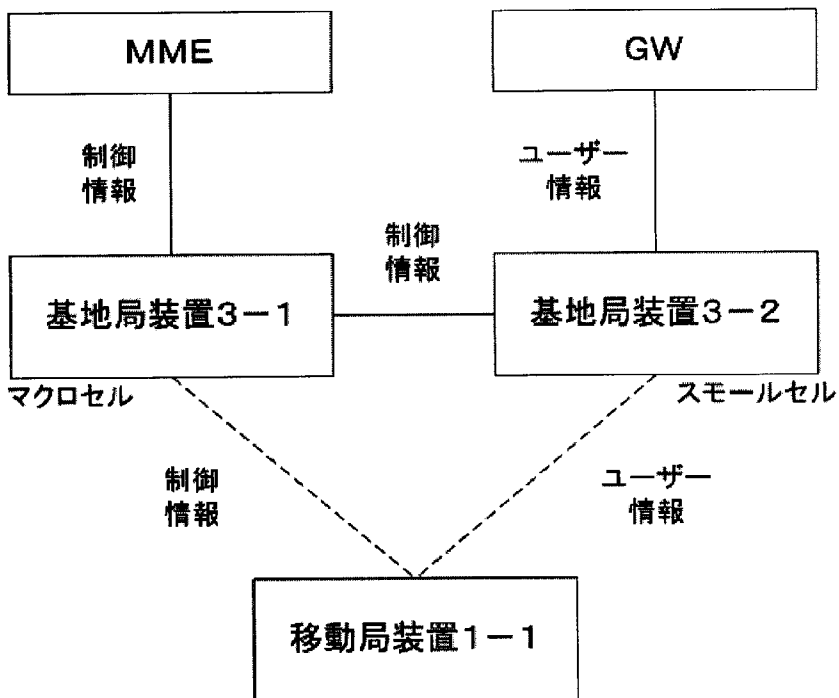 MME
GW
制御
情報
ユーザー
情報
制御
情報
基地局装置3-1
基地局装置3-2
マクロセル
スモールセル
制御
情報
ユーザー
情報
移動局装置1-1